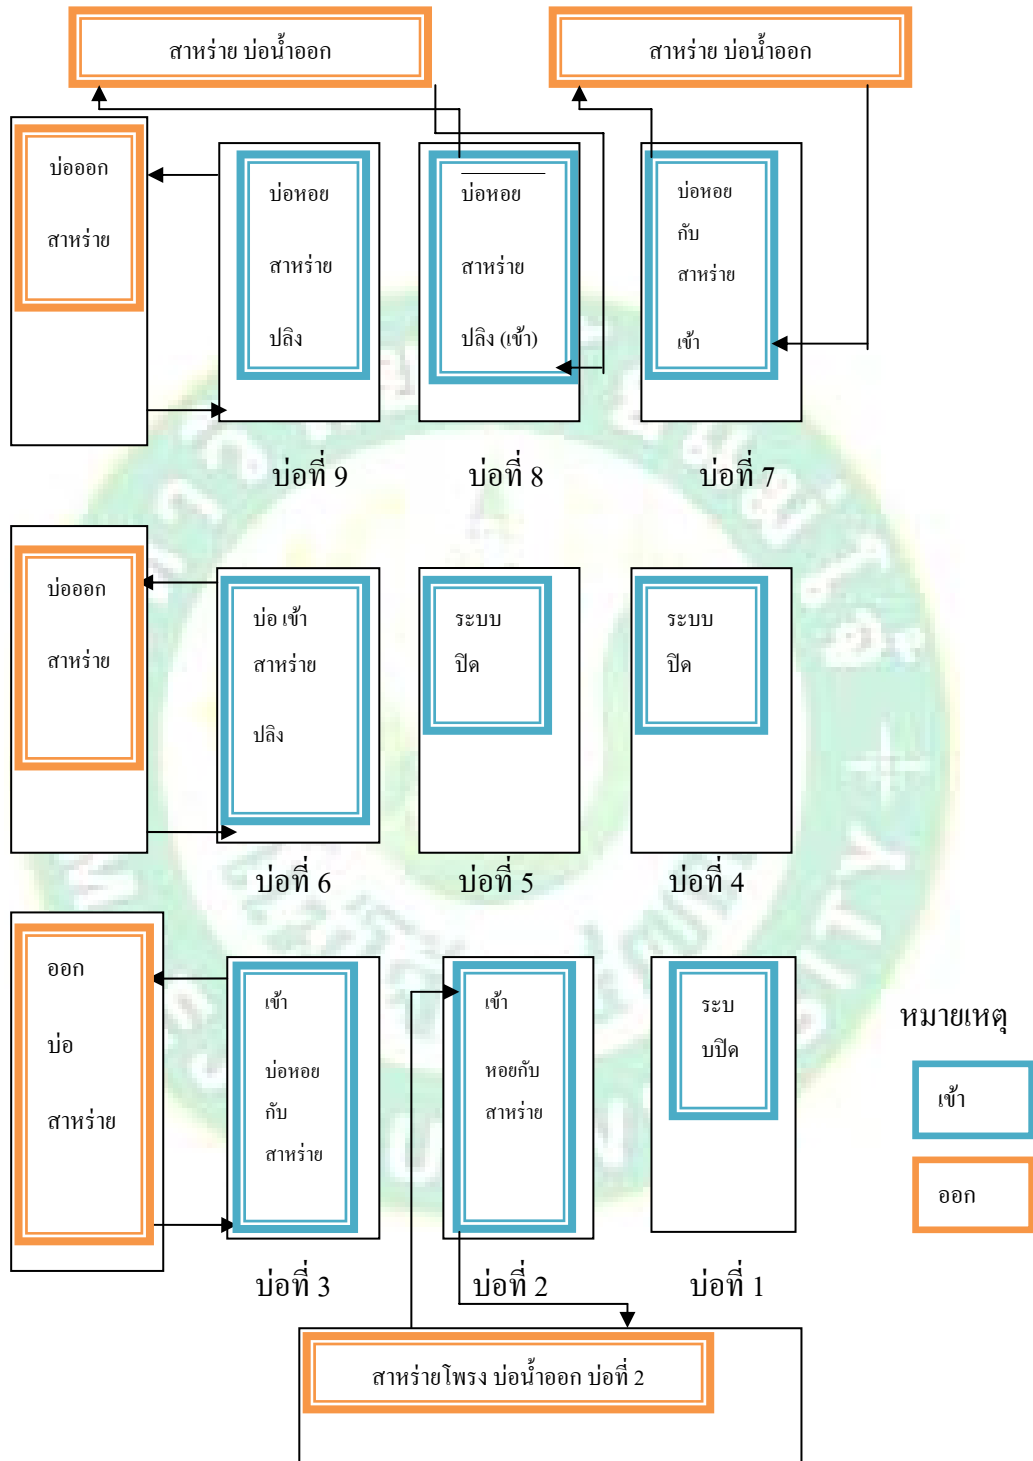 สาหร่าย บ่อน้ำออก
สาหร่าย บ่อน้ำออก
บ่อออก
สาหร่าย
บ่อหอย
สาหร่าย
ปลิง
บ่อหอย
สาหร่าย
ปลิง (เข้า)
บ่อหอย
กับ
สาหร่าย
เข้า
บ่อที่ 9
บ่อที่ 8
บ่อที่ 7
บ่อออก
สาหร่าย
บ่อ เข้า
สาหร่าย
ปลิง
ระบบ
ปิด
ระบบ
ปิด
บ่อที่ 6
บ่อที่ 5
บ่อที่ 4
ออก
บ่อ
สาหร่าย
เข้า
บ่อหอย
กับ
สาหร่าย
เข้า
หอยกับ
สาหร่าย
ระบ
บปิด
หมายเหตุ
เข้า
ออก
บ่อที่ 3
บ่อที่ 2
บ่อที่ 1
สาหร่ายโพรง บ่อน้ำออก บ่อที่ 2